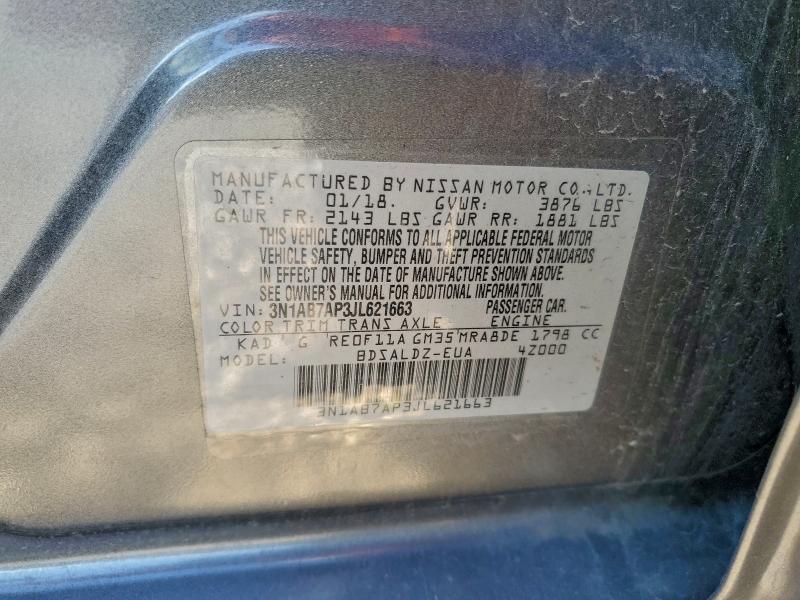 MANUFACTURED BY NISSAN MOTOR CO.,LTD.
DATE: 01/18. GVWR: 3876 LBS
GAWR FR: 2143 LBS GAWR RR: 1881 LBS
THIS VEHICLE CONFORMS TO ALL APPLICABLE FEDERAL MOTOR
VEHICLE SAFETY, BUMPER AND THEFT PREVENTION STANDARDS
IN EFFECT ON THE DATE OF MANUFACTURE SHOWN ABOVE.
SEE OWNER'S MANUAL FOR ADDITIONAL INFORMATION.
VIN: 3N1AB7AP3JL621663 PASSENGER CAR.
COLOR TRIM TRANS AXLE ENGINE
KAD G RE0F11A GM35 MRA8DE 1798 CC
MODEL: BDSALDZ-EUA 4Z000
3N1AB7AP3JL621663